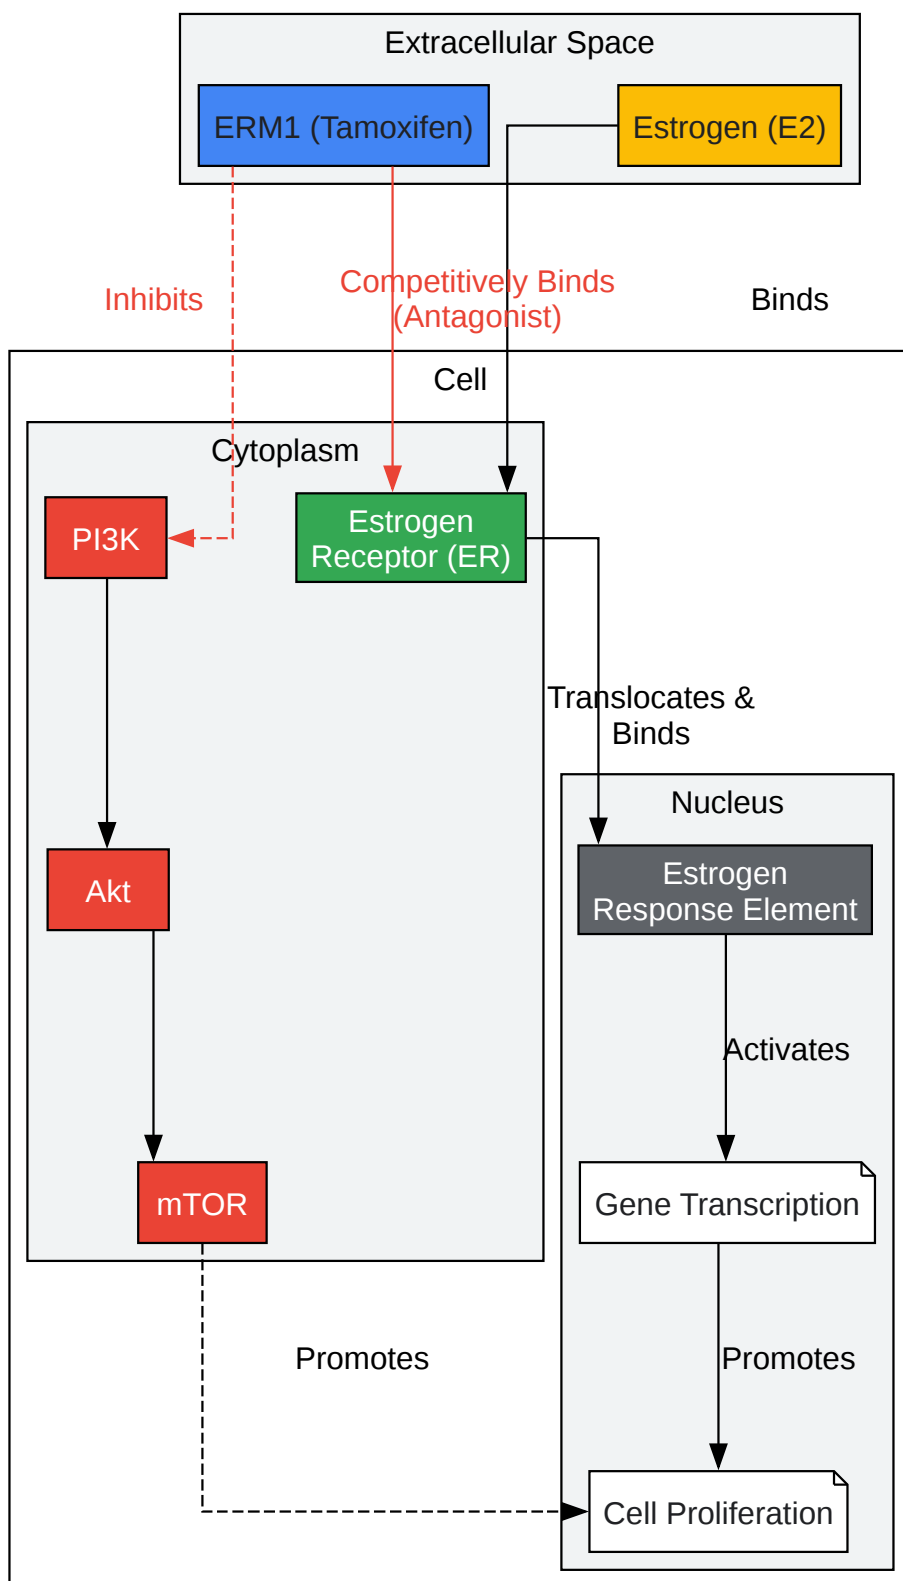 Extracellular Space
ERM1 (Tamoxifen)
Estrogen (E2)
Inhibits
Competitively Binds
(Antagonist)
Binds
Cell
Cytoplasm
PI3K
Estrogen
Receptor (ER)
Translocates &
Binds
Nucleus
Akt
Estrogen
Response Element
Activates
mTOR
Gene Transcription
Promotes
Promotes
Cell Proliferation